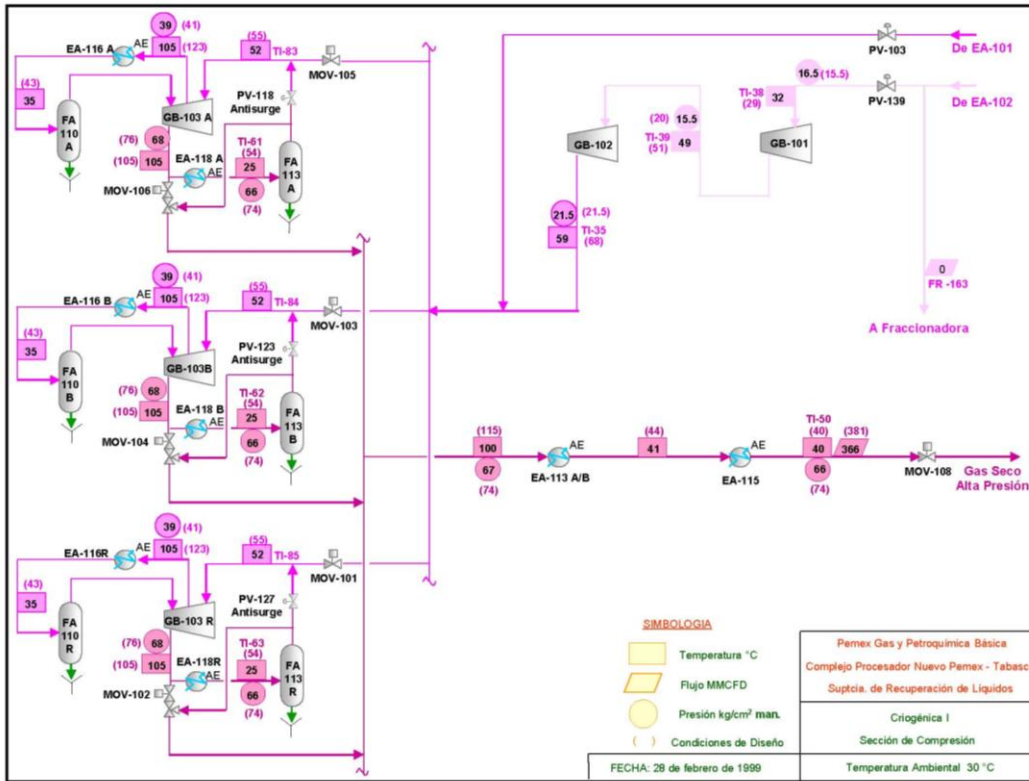 39 (41)
EA-116 A
AE
105 (123)
(43)
35
FA
110
A
GB-103 A
(55)
52 TI-83
MOV-105
PV-118
Antisurge
(76) 68
(105) 105
EA-118 A
AE
TI-61
(54)
25
66
(74)
FA
113
A
MOV-106
PV-103
De EA-101
16.5 (15.5)
TI-38
(29)
32
PV-139
De EA-102
(20) 15.5
TI-39
(51)
49
GB-102
GB-101
21.5 (21.5)
59
TI-35
(68)
0
FR -163
A Fraccionadora
39 (41)
EA-116 B
AE
105 (123)
(43)
35
FA
110
B
GB-103B
(55)
52 TI-84
MOV-103
PV-123
Antisurge
(76) 68
(105) 105
EA-118 B
AE
TI-62
(54)
25
66
(74)
FA
113
B
MOV-104
(115)
100
67
(74)
AE
EA-113 A/B
(44)
41
AE
EA-115
TI-50
(40)
40
66
(74)
(381)
366
MOV-108
Gas Seco
Alta Presión
39 (41)
EA-116R
AE
105 (123)
(43)
35
FA
110
R
GB-103 R
(55)
52 TI-85
MOV-101
PV-127
Antisurge
(76) 68
(105) 105
EA-118R
AE
TI-63
(54)
25
66
(74)
FA
113
R
MOV-102
SIMBOLOGIA
Temperatura °C
Flujo MMCFD
Presión kg/cm² man.
( ) Condiciones de Diseño
Pemex Gas y Petroquímica Básica
Complejo Procesador Nuevo Pemex - Tabasc
Suptcia. de Recuperación de Líquidos
Criogénica I
Sección de Compresión
FECHA: 28 de febrero de 1999
Temperatura Ambiental 30 °C